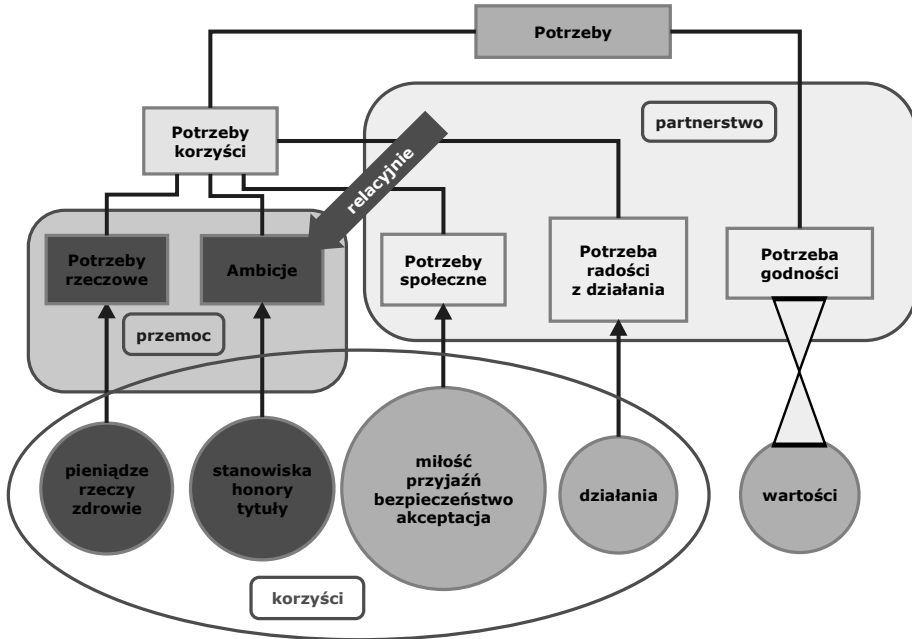 Potrzeby
partnerstwo
Potrzeby
korzyści
relacyjnie
Potrzeby
rzeczowe
Ambicje
Potrzeby
społeczne
Potrzeba
radości
z działania
Potrzeba
godności
przemoc
pieniądze
rzeczy
zdrowie
stanowiska
honory
tytuły
miłość
przyjaźń
bezpieczeństwo
akceptacja
działania
wartości
korzyści